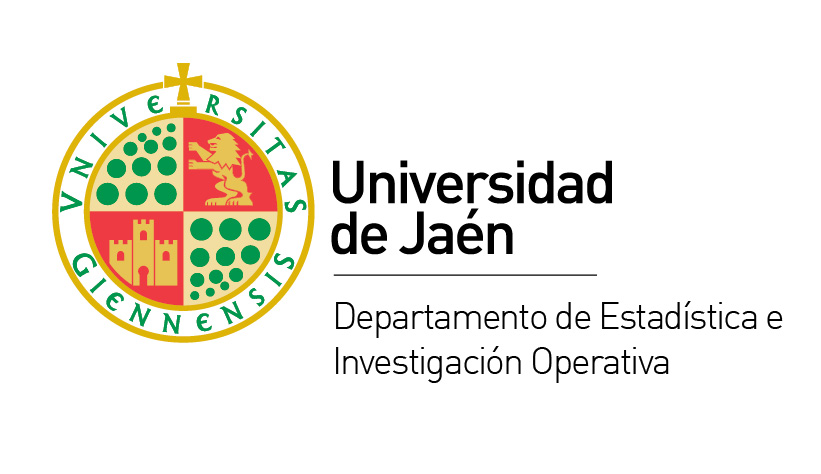 VNIVERSITAS
GIENNENSIS
Universidad
de Jaén
Departamento de Estadística e
Investigación Operativa